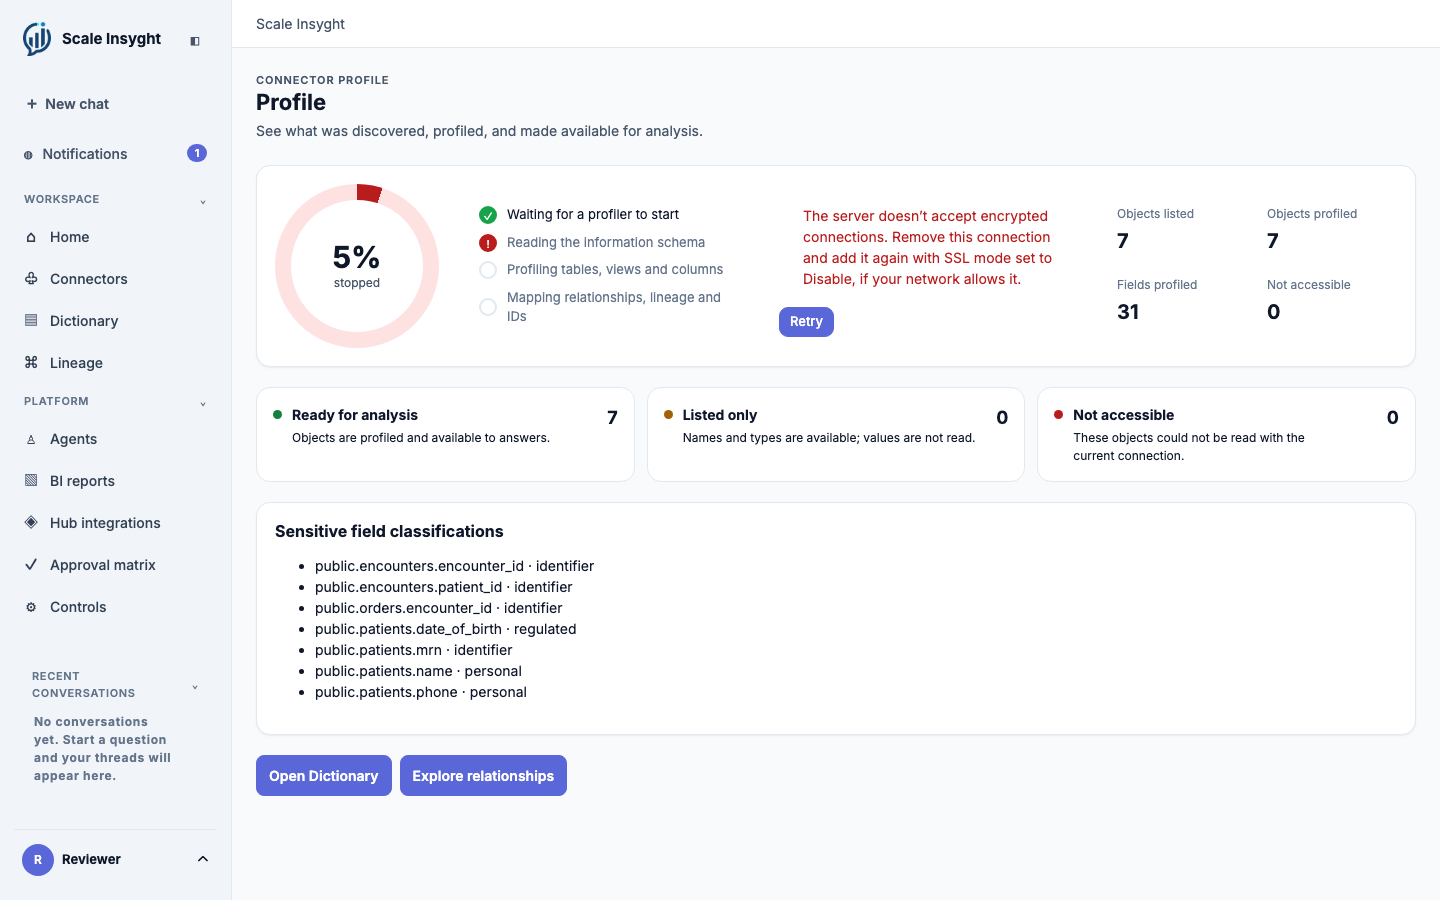 Scale Insyght
+ New chat
Notifications 1
WORKSPACE
Home
Connectors
Dictionary
Lineage
PLATFORM
Agents
BI reports
Hub integrations
Approval matrix
Controls
RECENT
CONVERSATIONS
No conversations
yet. Start a question
and your threads will
appear here.
R Reviewer
Scale Insyght
CONNECTOR PROFILE
Profile
See what was discovered, profiled, and made available for analysis.
5%
stopped
Waiting for a profiler to start
Reading the information schema
Profiling tables, views and columns
Mapping relationships, lineage and
IDs
The server doesn't accept encrypted
connections. Remove this connection
and add it again with SSL mode set to
Disable, if your network allows it.
Retry
Objects listed
7
Objects profiled
7
Fields profiled
31
Not accessible
0
Ready for analysis 7
Objects are profiled and available to answers.
Listed only 0
Names and types are available; values are not read.
Not accessible 0
These objects could not be read with the
current connection.
Sensitive field classifications
• public.encounters.encounter_id · identifier
• public.encounters.patient_id · identifier
• public.orders.encounter_id · identifier
• public.patients.date_of_birth · regulated
• public.patients.mrn · identifier
• public.patients.name · personal
• public.patients.phone · personal
Open Dictionary
Explore relationships